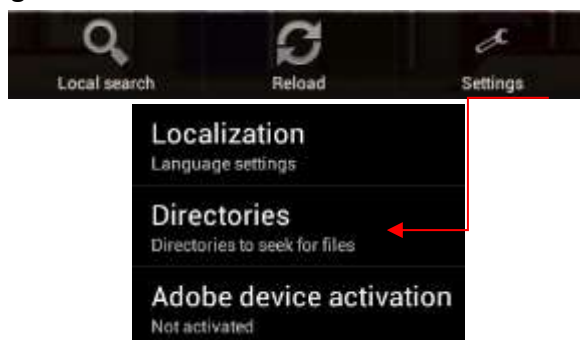 Local search Reload Settings
Localization
Language settings
Directories
Directories to seek for files
Adobe device activation
Not activated